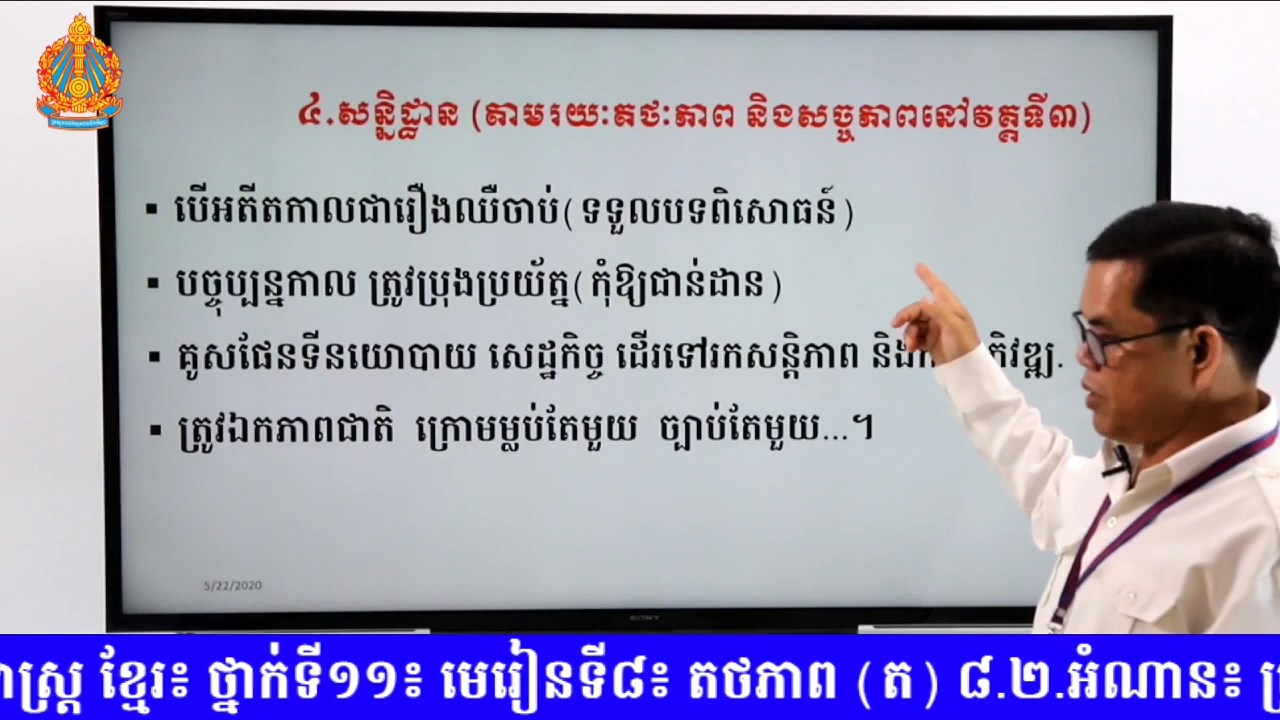 ៤.សន្និដ្ឋាន (តាមរយៈតថៈភាព និងសច្ចភាពនៅវគ្គទី៣)
▪ បើអតីតកាលជារឿងឈឺចាប់(ទទួលបទពិសោធន៍)
▪ បច្ចុប្បន្នកាល ត្រូវប្រុងប្រយ័ត្ន(កុំឱ្យជាន់ដាន)
▪ គូសផែនទីនយោបាយ សេដ្ឋកិច្ច ដើរទៅរកសន្តិភាព និង
▪ ត្រូវឯកភាពជាតិ ក្រោមម្លប់តែមួយ ច្បាប់តែមួយ...។
5/22/2020
SONY
ខ្មែរ៖ ថ្នាក់ទី១១៖ មេរៀនទី៨៖ តថភាព (ត) ៨.២.អំណាន៖